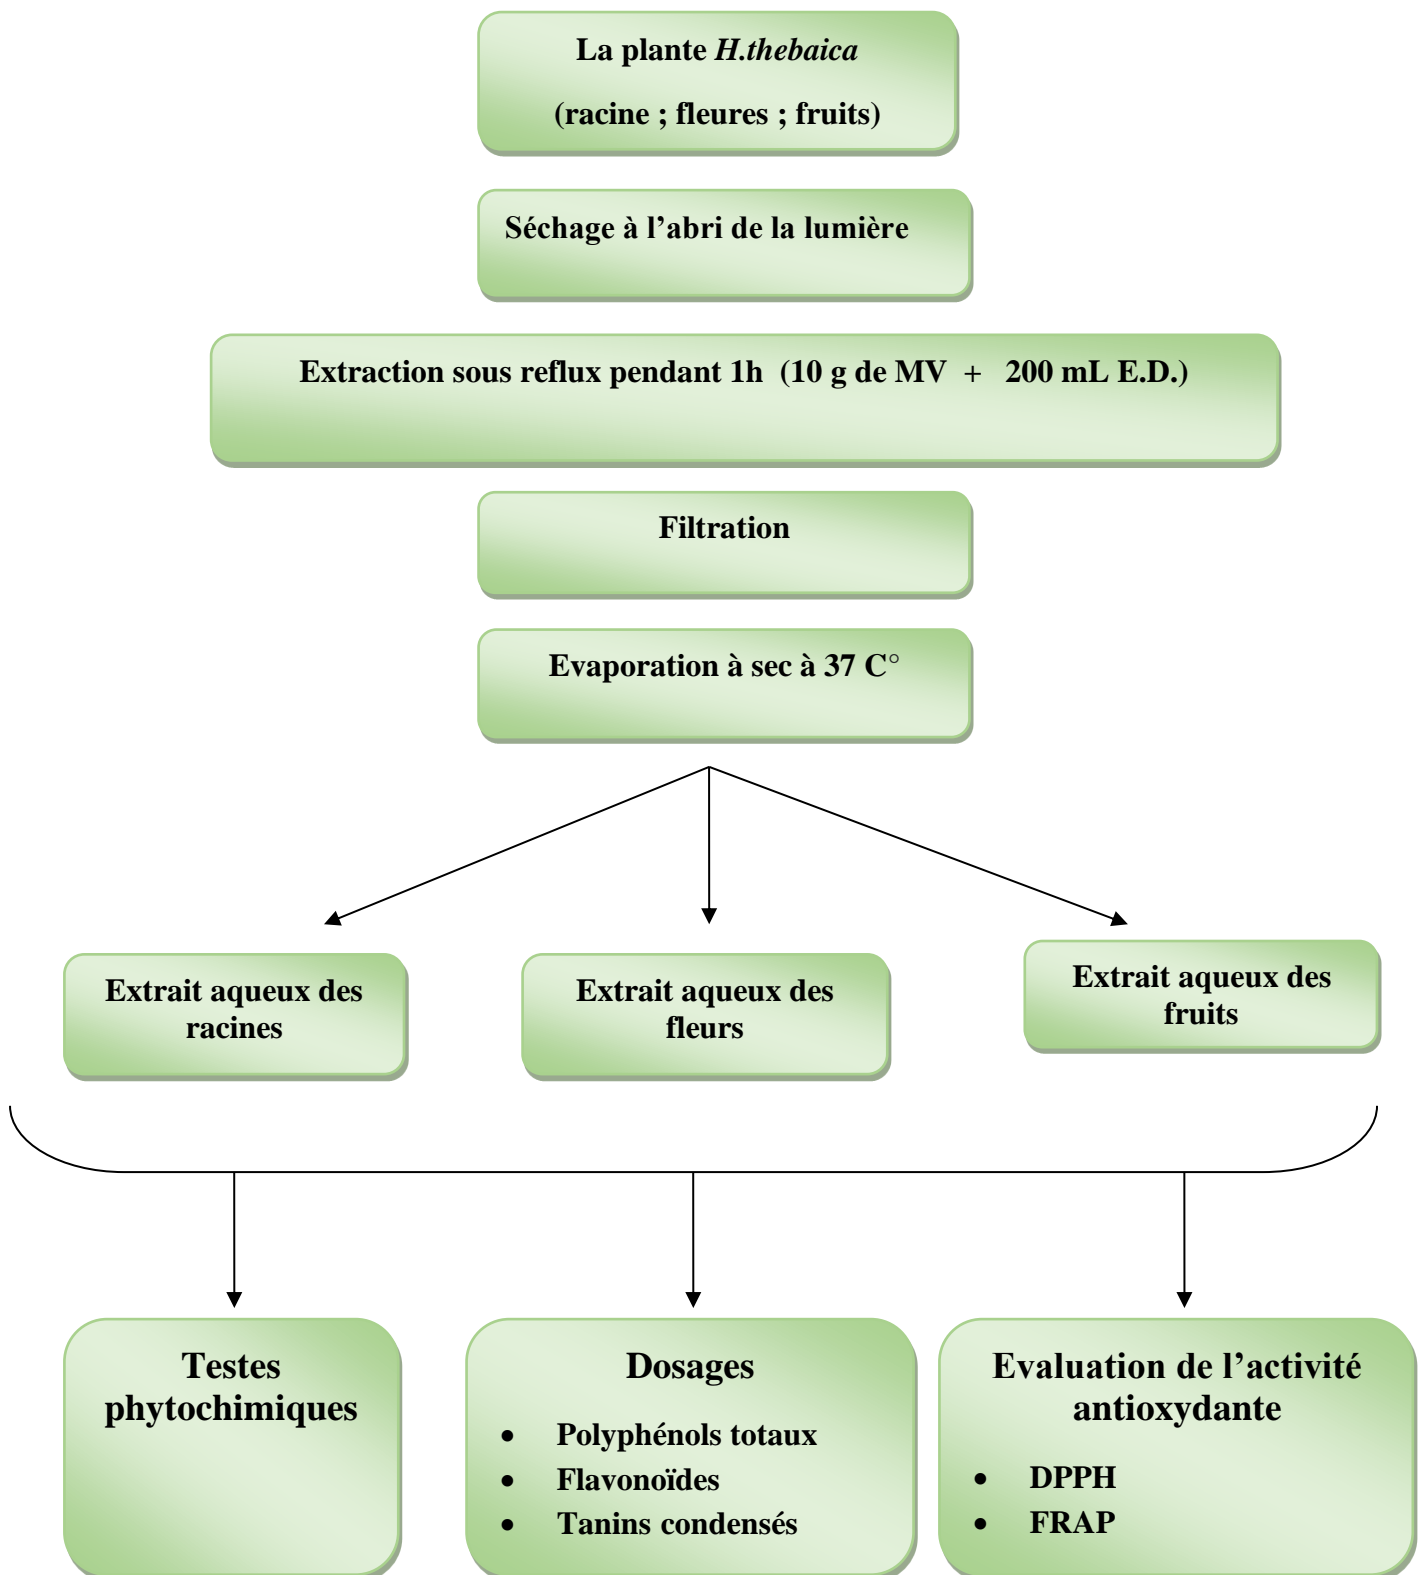 La plante H.thebaica
(racine ; fleures ; fruits)
Séchage à l’abri de la lumière
Extraction sous reflux pendant 1h (10 g de MV + 200 mL E.D.)
Filtration
Evaporation à sec à 37 C°
Extrait aqueux des
racines
Extrait aqueux des
fleurs
Extrait aqueux des
fruits
Testes
phytochimiques
Dosages
• Polyphénols totaux
• Flavonoïdes
• Tanins condensés
Evaluation de l’activité
antioxydante
• DPPH
• FRAP